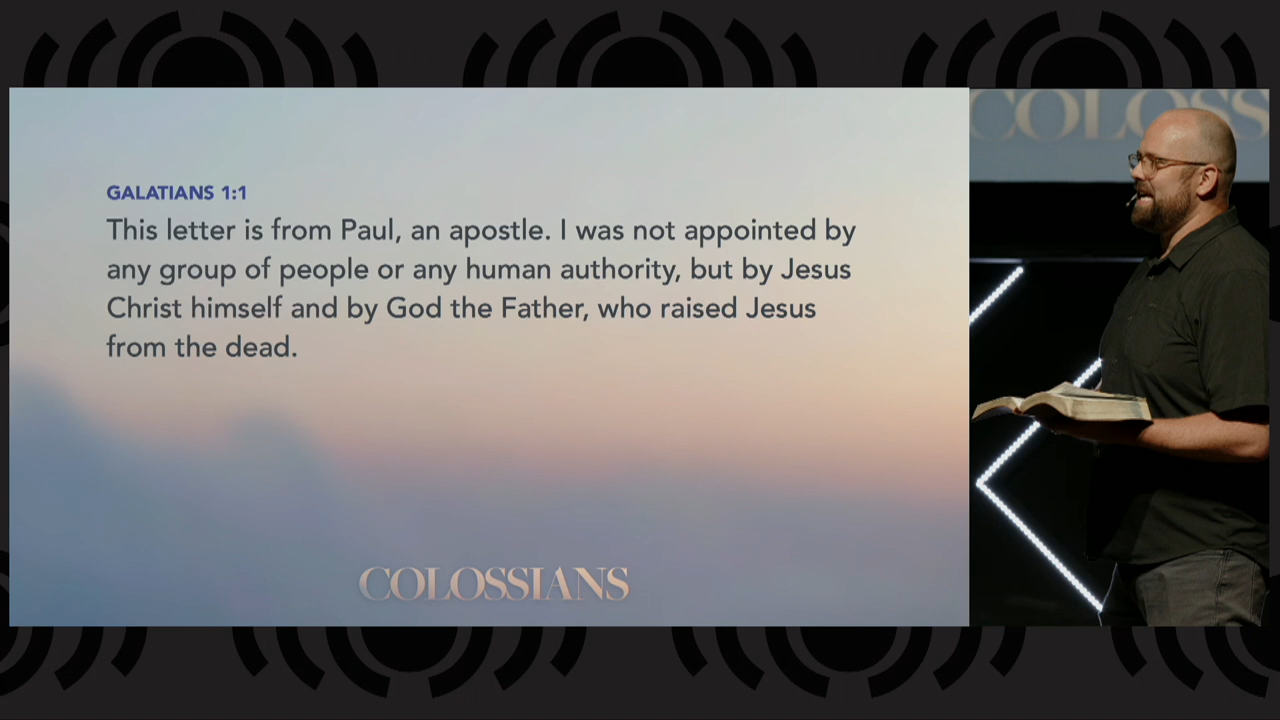 GALATIANS 1:1
This letter is from Paul, an apostle. I was not appointed by
any group of people or any human authority, but by Jesus
Christ himself and by God the Father, who raised Jesus
from the dead.
COLOSSIANS
COLOSS